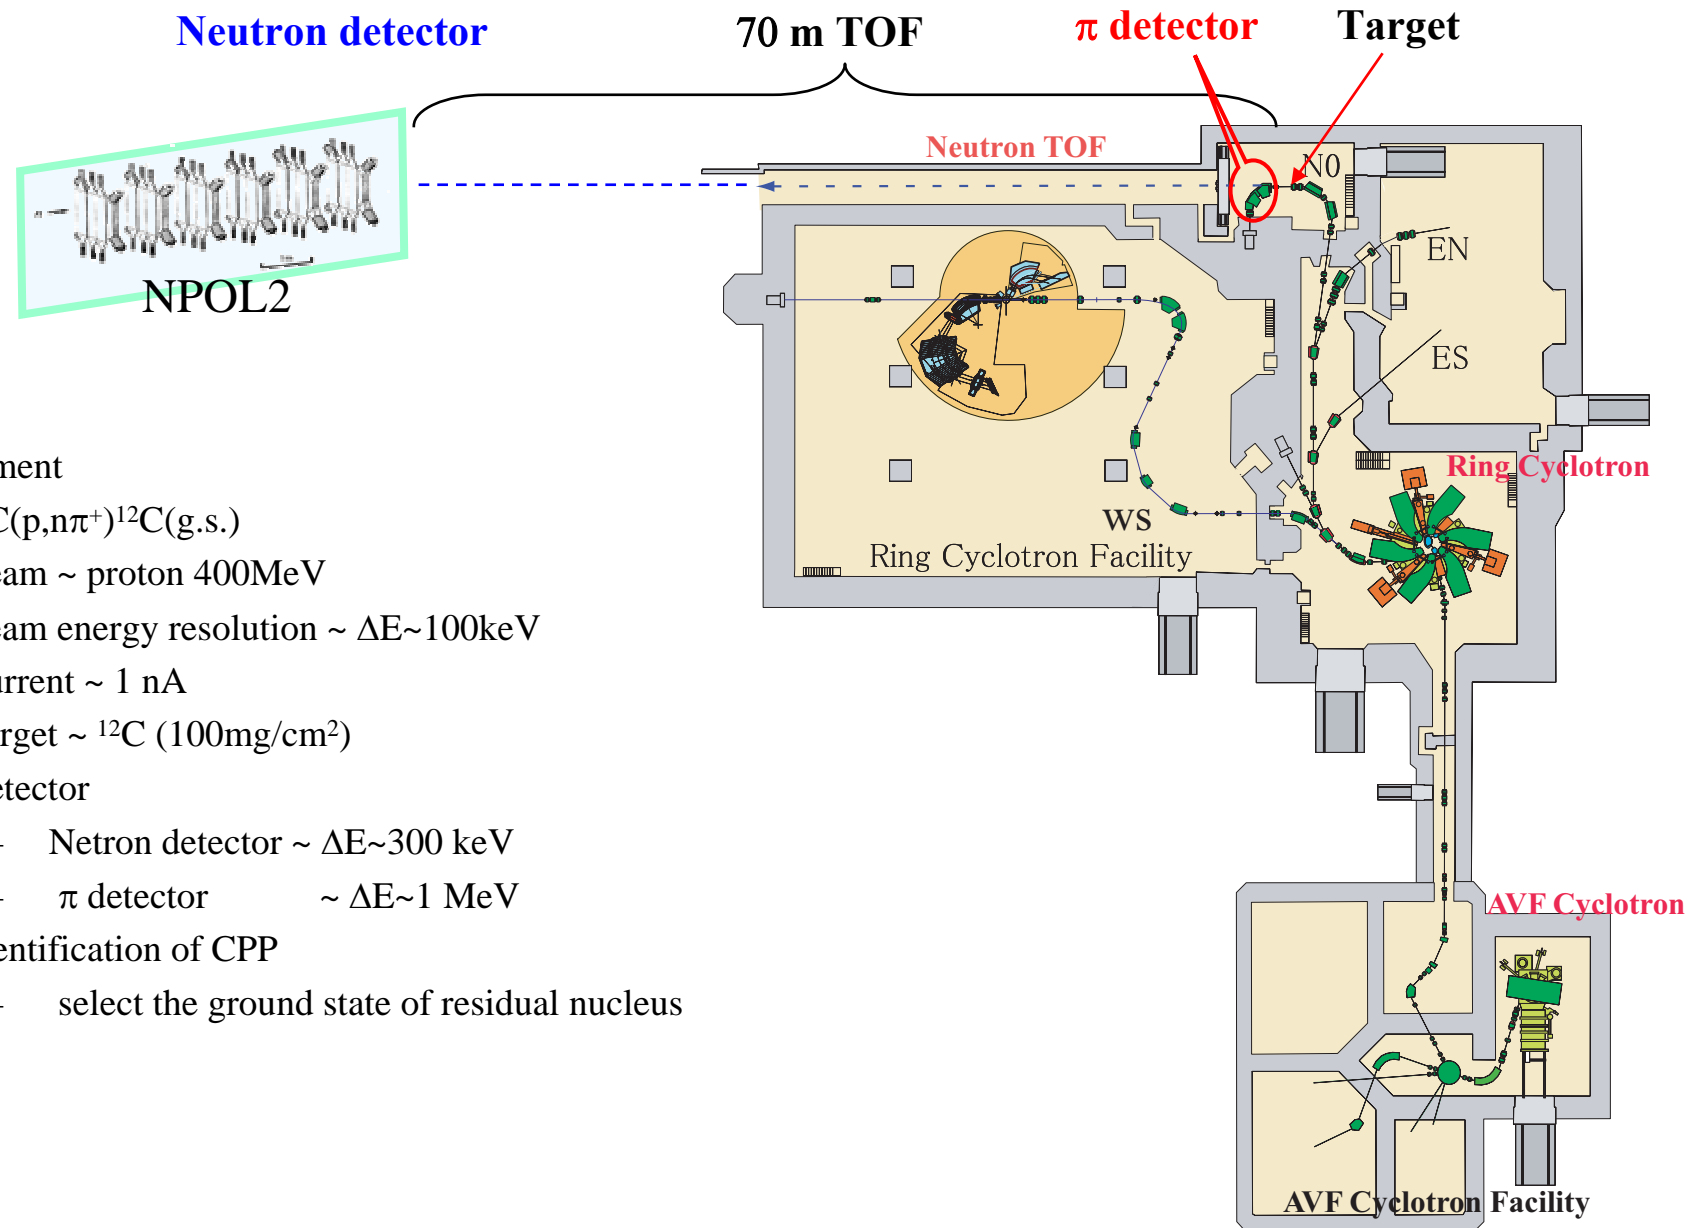 Neutron detector
70 m TOF
π detector
Target
Neutron TOF
N0
EN
NPOL2
ES
ment
C(p,nπ⁺)¹²C(g.s.)
eam ~ proton 400MeV
eam energy resolution ~ ΔE~100keV
urrent ~ 1 nA
rget ~ ¹²C (100mg/cm²)
etector
- Netron detector ~ ΔE~300 keV
- π detector ~ ΔE~1 MeV
entification of CPP
- select the ground state of residual nucleus
Ring Cyclotron
WS
Ring Cyclotron Facility
AVF Cyclotron
AVF Cyclotron Facility